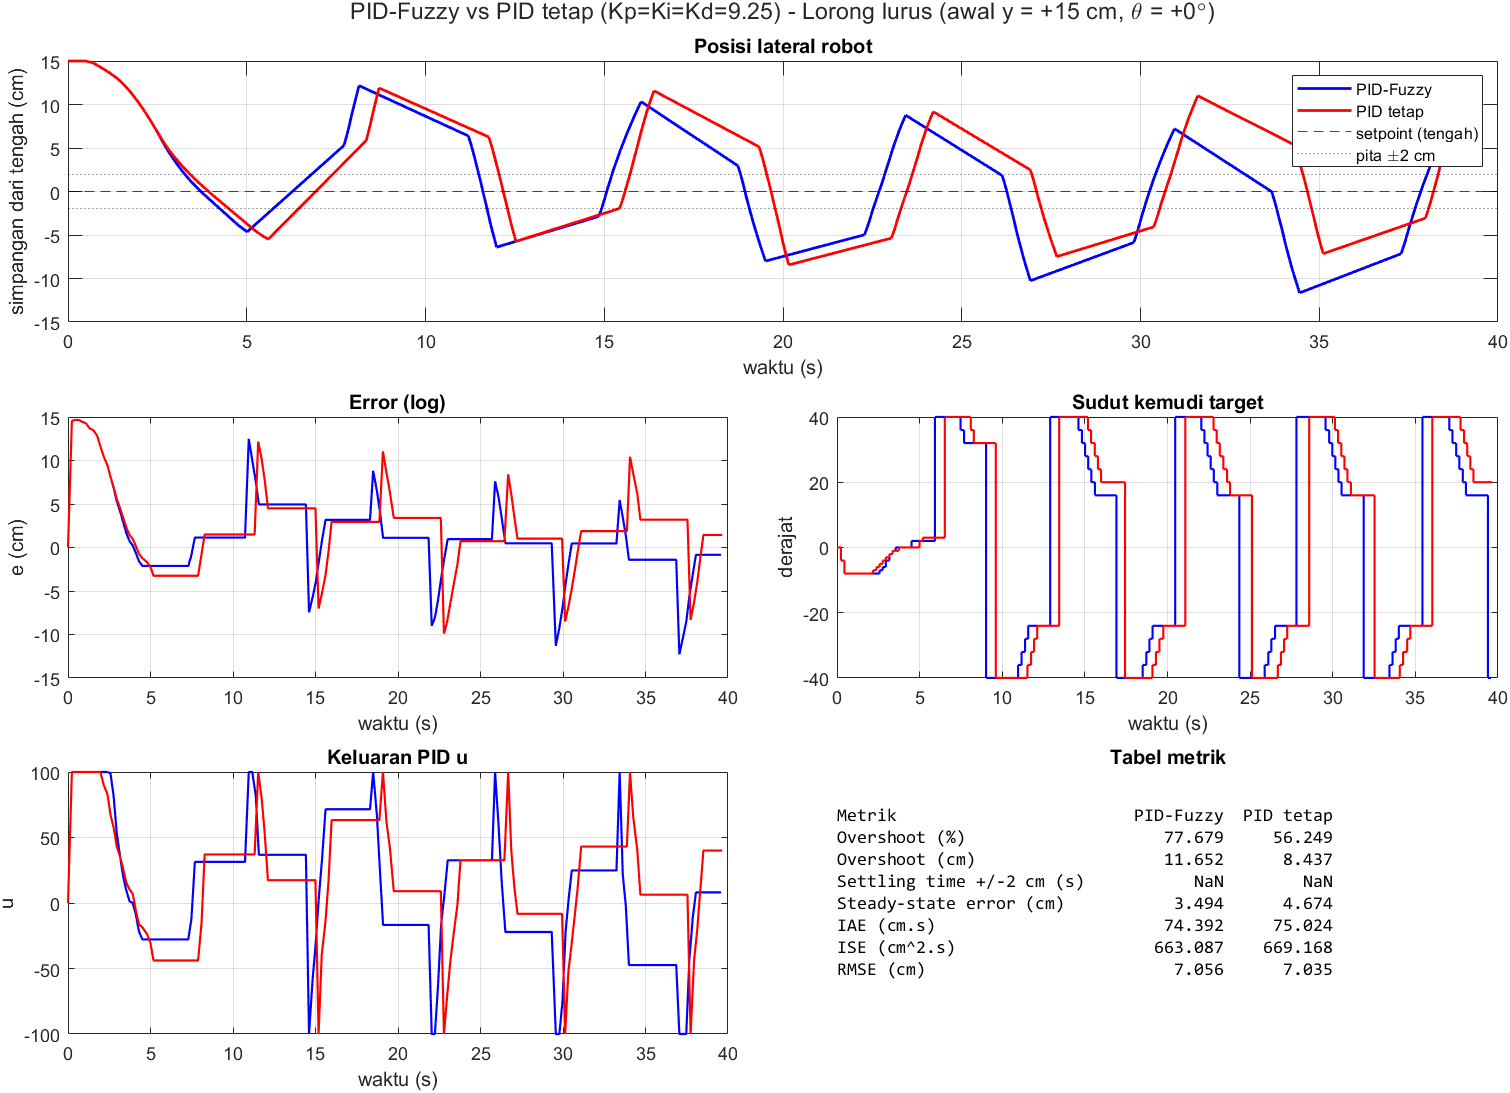 PID-Fuzzy vs PID tetap (Kp=Ki=Kd=9.25) - Lorong lurus (awal y = +15 cm, θ = +0°)
Posisi lateral robot
simpangan dari tengah (cm)
15
10
5
0
-5
-10
-15
PID-Fuzzy
PID tetap
setpoint (tengah)
pita ±2 cm
0 5 10 15 20 25 30 35 40
waktu (s)
Error (log)
e (cm)
15
10
5
0
-5
-10
-15
0 5 10 15 20 25 30 35 40
waktu (s)
Sudut kemudi target
derajat
40
20
0
-20
-40
0 5 10 15 20 25 30 35 40
waktu (s)
Keluaran PID u
u
100
50
0
-50
-100
0 5 10 15 20 25 30 35 40
waktu (s)
Tabel metrik
Metrik PID-Fuzzy PID tetap
Overshoot (%) 77.679 56.249
Overshoot (cm) 11.652 8.437
Settling time +/-2 cm (s) NaN NaN
Steady-state error (cm) 3.494 4.674
IAE (cm.s) 74.392 75.024
ISE (cm^2.s) 663.087 669.168
RMSE (cm) 7.056 7.035